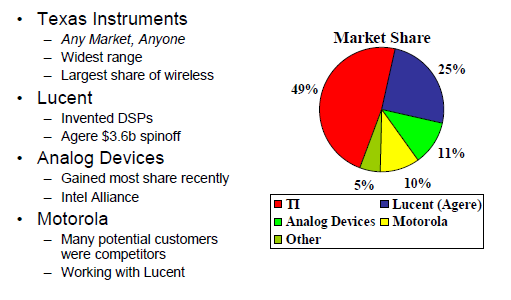 • Texas Instruments
– Any Market, Anyone
– Widest range
– Largest share of wireless
• Lucent
– Invented DSPs
– Agere $3.6b spinoff
• Analog Devices
– Gained most share recently
– Intel Alliance
• Motorola
– Many potential customers
were competitors
– Working with Lucent
Market Share
25%
49%
11%
5%
10%
TI
Lucent (Agere)
Analog Devices
Motorola
Other